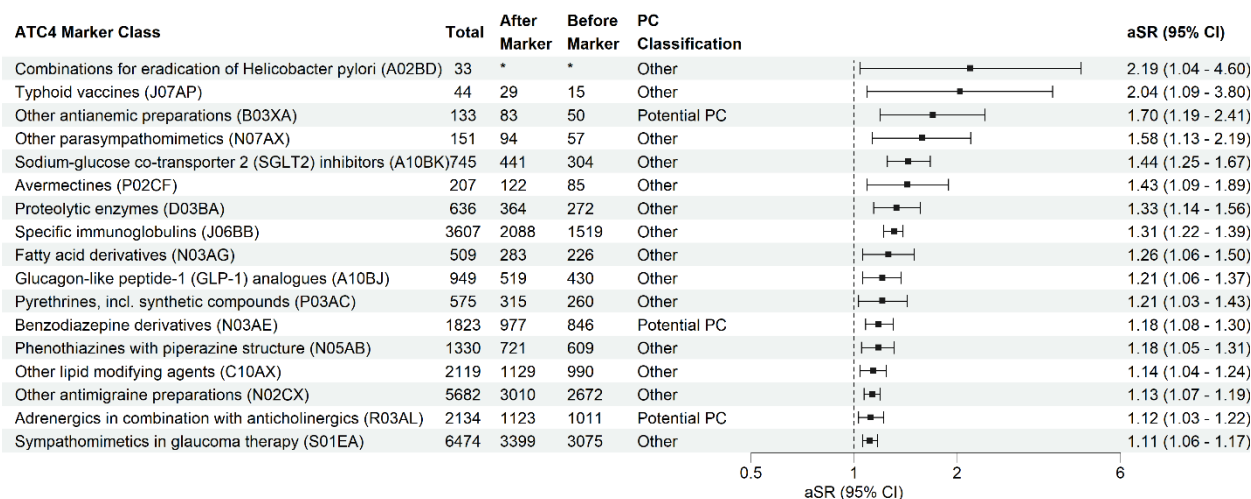 ATC4 Marker Class Total After Marker Before Marker PC Classification aSR (95% CI)
Combinations for eradication of Helicobacter pylori (A02BD) 33 * * Other 2.19 (1.04 - 4.60)
Typhoid vaccines (J07AP) 44 29 15 Other 2.04 (1.09 - 3.80)
Other antianemic preparations (B03XA) 133 83 50 Potential PC 1.70 (1.19 - 2.41)
Other parasympathomimetics (N07AX) 151 94 57 Other 1.58 (1.13 - 2.19)
Sodium-glucose co-transporter 2 (SGLT2) inhibitors (A10BK) 745 441 304 Other 1.44 (1.25 - 1.67)
Avermectines (P02CF) 207 122 85 Other 1.43 (1.09 - 1.89)
Proteolytic enzymes (D03BA) 636 364 272 Other 1.33 (1.14 - 1.56)
Specific immunoglobulins (J06BB) 3607 2088 1519 Other 1.31 (1.22 - 1.39)
Fatty acid derivatives (N03AG) 509 283 226 Other 1.26 (1.06 - 1.50)
Glucagon-like peptide-1 (GLP-1) analogues (A10BJ) 949 519 430 Other 1.21 (1.06 - 1.37)
Pyrethrines, incl. synthetic compounds (P03AC) 575 315 260 Other 1.21 (1.03 - 1.43)
Benzodiazepine derivatives (N03AE) 1823 977 846 Potential PC 1.18 (1.08 - 1.30)
Phenothiazines with piperazine structure (N05AB) 1330 721 609 Other 1.18 (1.05 - 1.31)
Other lipid modifying agents (C10AX) 2119 1129 990 Other 1.14 (1.04 - 1.24)
Other antimigraine preparations (N02CX) 5682 3010 2672 Other 1.13 (1.07 - 1.19)
Adrenergics in combination with anticholinergics (R03AL) 2134 1123 1011 Potential PC 1.12 (1.03 - 1.22)
Sympathomimetics in glaucoma therapy (S01EA) 6474 3399 3075 Other 1.11 (1.06 - 1.17)
0.5 1 2 6
aSR (95% CI)